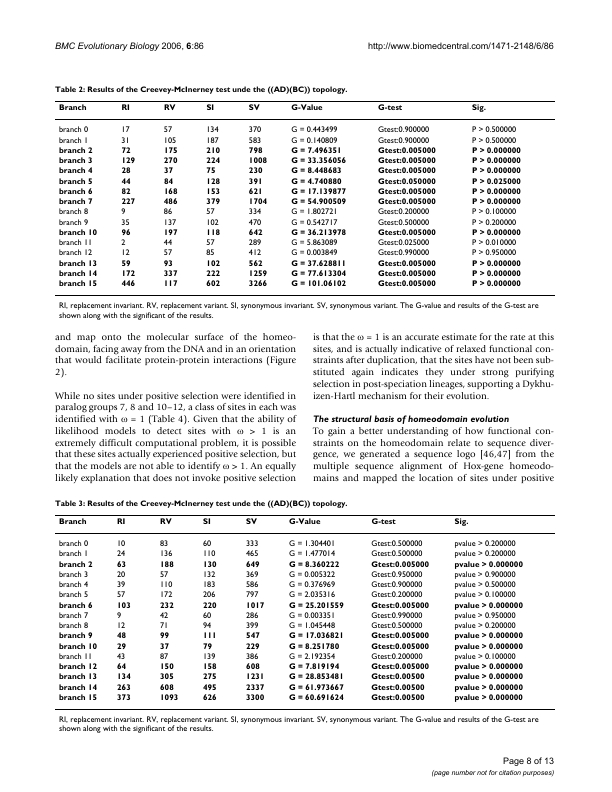 BMC Evolutionary Biology 2006, 6:86 http://www.biomedcentral.com/1471-2148/6/86
Table 2: Results of the Creevey-McInerney test unde the ((AD)(BC)) topology.
Branch RI RV SI SV G-Value G-test Sig.
branch 0 17 57 134 370 G = 0.443499 Gtest:0.900000 P > 0.500000
branch 1 31 105 187 583 G = 0.140809 Gtest:0.900000 P > 0.500000
branch 2 72 175 210 798 G = 7.496351 Gtest:0.005000 P > 0.000000
branch 3 129 270 224 1008 G = 33.356056 Gtest:0.005000 P > 0.000000
branch 4 28 37 75 230 G = 8.448683 Gtest:0.005000 P > 0.000000
branch 5 44 84 128 391 G = 4.740880 Gtest:0.050000 P > 0.025000
branch 6 82 168 153 621 G = 17.139877 Gtest:0.005000 P > 0.000000
branch 7 227 486 379 1704 G = 54.900509 Gtest:0.005000 P > 0.000000
branch 8 9 86 57 334 G = 1.802721 Gtest:0.200000 P > 0.100000
branch 9 35 137 102 470 G = 0.542717 Gtest:0.500000 P > 0.200000
branch 10 96 197 118 642 G = 36.213978 Gtest:0.005000 P > 0.000000
branch 11 2 44 57 289 G = 5.863089 Gtest:0.025000 P > 0.010000
branch 12 12 57 85 412 G = 0.003849 Gtest:0.990000 P > 0.950000
branch 13 59 93 102 562 G = 37.628811 Gtest:0.005000 P > 0.000000
branch 14 172 337 222 1259 G = 77.613304 Gtest:0.005000 P > 0.000000
branch 15 446 117 602 3266 G = 101.06102 Gtest:0.005000 P > 0.000000
RI, replacement invariant. RV, replacement variant. SI, synonymous invariant. SV, synonymous variant. The G-value and results of the G-test are
shown along with the significant of the results.
and map onto the molecular surface of the homeo-
domain, facing away from the DNA and in an orientation
that would facilitate protein-protein interactions (Figure
2).
While no sites under positive selection were identified in
paralog groups 7, 8 and 10–12, a class of sites in each was
identified with ω = 1 (Table 4). Given that the ability of
likelihood models to detect sites with ω > 1 is an
extremely difficult computational problem, it is possible
that these sites actually experienced positive selection, but
that the models are not able to identify ω > 1. An equally
likely explanation that does not invoke positive selection
is that the ω = 1 is an accurate estimate for the rate at this
sites, and is actually indicative of relaxed functional con-
straints after duplication, that the sites have not been sub-
stituted again indicates they under strong purifying
selection in post-speciation lineages, supporting a Dykhu-
izen-Hartl mechanism for their evolution.
The structural basis of homeodomain evolution
To gain a better understanding of how functional con-
straints on the homeodomain relate to sequence diver-
gence, we generated a sequence logo [46,47] from the
multiple sequence alignment of Hox-gene homeodo-
mains and mapped the location of sites under positive
Table 3: Results of the Creevey-McInerney test unde the ((AD)(BC)) topology.
Branch RI RV SI SV G-Value G-test Sig.
branch 0 10 83 60 333 G = 1.304401 Gtest:0.500000 pvalue > 0.200000
branch 1 24 136 110 465 G = 1.477014 Gtest:0.500000 pvalue > 0.200000
branch 2 63 188 130 649 G = 8.360222 Gtest:0.005000 pvalue > 0.000000
branch 3 20 57 132 369 G = 0.005322 Gtest:0.950000 pvalue > 0.900000
branch 4 39 110 183 586 G = 0.376969 Gtest:0.900000 pvalue > 0.500000
branch 5 57 172 206 797 G = 2.035316 Gtest:0.200000 pvalue > 0.100000
branch 6 103 232 220 1017 G = 25.201559 Gtest:0.005000 pvalue > 0.000000
branch 7 9 42 60 286 G = 0.003351 Gtest:0.990000 pvalue > 0.950000
branch 8 12 71 94 399 G = 1.045448 Gtest:0.500000 pvalue > 0.200000
branch 9 48 99 111 547 G = 17.036821 Gtest:0.005000 pvalue > 0.000000
branch 10 29 37 79 229 G = 8.251780 Gtest:0.005000 pvalue > 0.000000
branch 11 43 87 139 386 G = 2.192354 Gtest:0.200000 pvalue > 0.100000
branch 12 64 150 158 608 G = 7.819194 Gtest:0.005000 pvalue > 0.000000
branch 13 134 305 275 1231 G = 28.853481 Gtest:0.00500 pvalue > 0.000000
branch 14 263 608 495 2337 G = 61.973667 Gtest:0.00500 pvalue > 0.000000
branch 15 373 1093 626 3300 G = 60.691624 Gtest:0.00500 pvalue > 0.000000
RI, replacement invariant. RV, replacement variant. SI, synonymous invariant. SV, synonymous variant. The G-value and results of the G-test are
shown along with the significant of the results.
Page 8 of 13
(page number not for citation purposes)